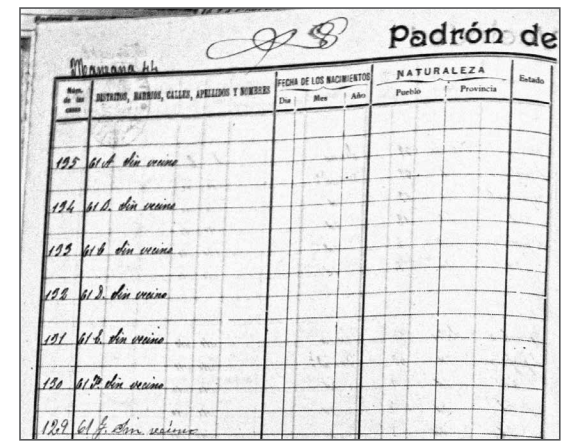 28
Padrón de
Manzana 44
Núm. de las casas
DISTRITOS, BARRIOS, CALLES, APELLIDOS Y NOMBRES
FECHA DE LOS NACIMIENTOS
Día Mes Año
NATURALEZA
Pueblo Provincia
Estado
135 61 A. Sin vecino
134 61 B. Sin vecino
133 61 C Sin vecino
132 61 D. Sin vecino
131 61 E. Sin vecino
130 61 F. Sin vecino
129 61 G. Sin vecino